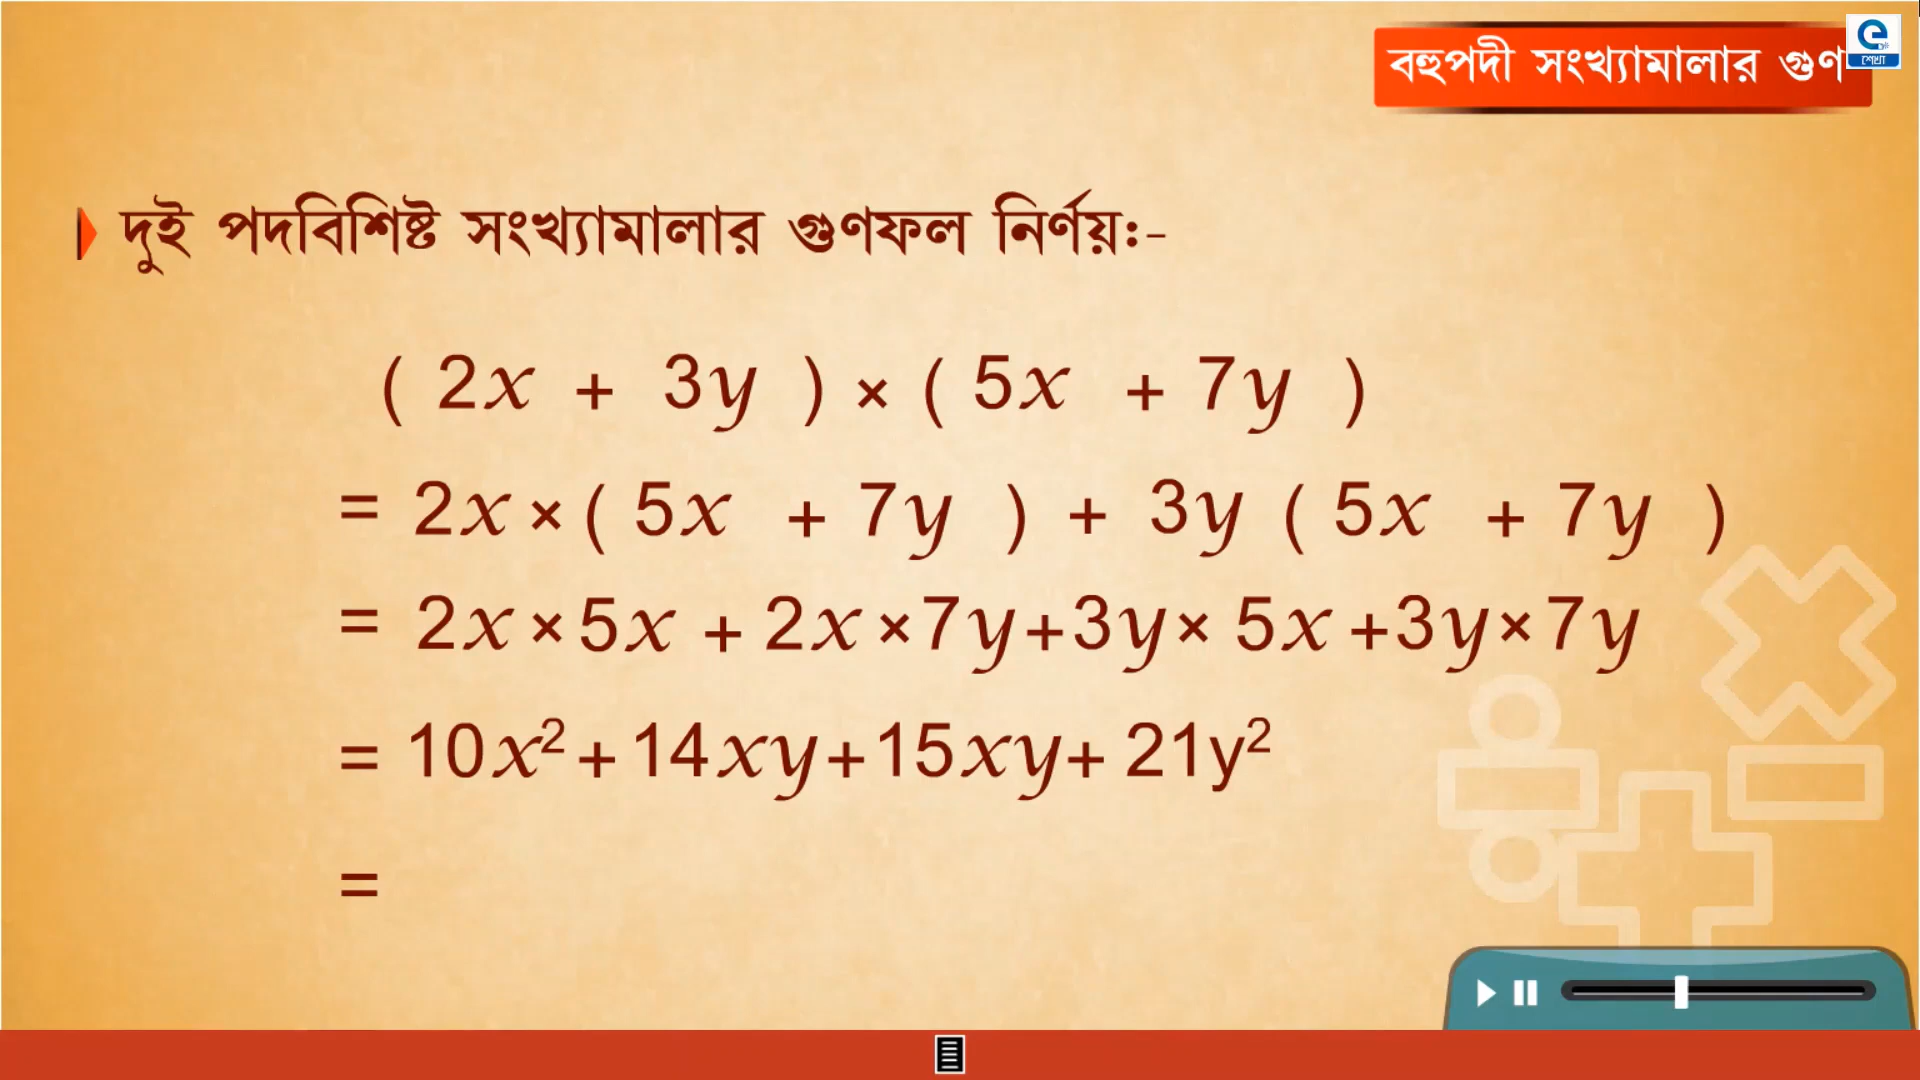 বহুপদী সংখ্যামালার গুণ
e
শেখা
দুই পদবিশিষ্ট সংখ্যামালার গুণফল নির্ণয়ঃ-
( 2x + 3y ) × ( 5x + 7y )
= 2x × ( 5x + 7y ) + 3y ( 5x + 7y )
= 2x × 5x + 2x × 7y + 3y × 5x + 3y × 7y
= 10x² + 14xy + 15xy + 21y²
=